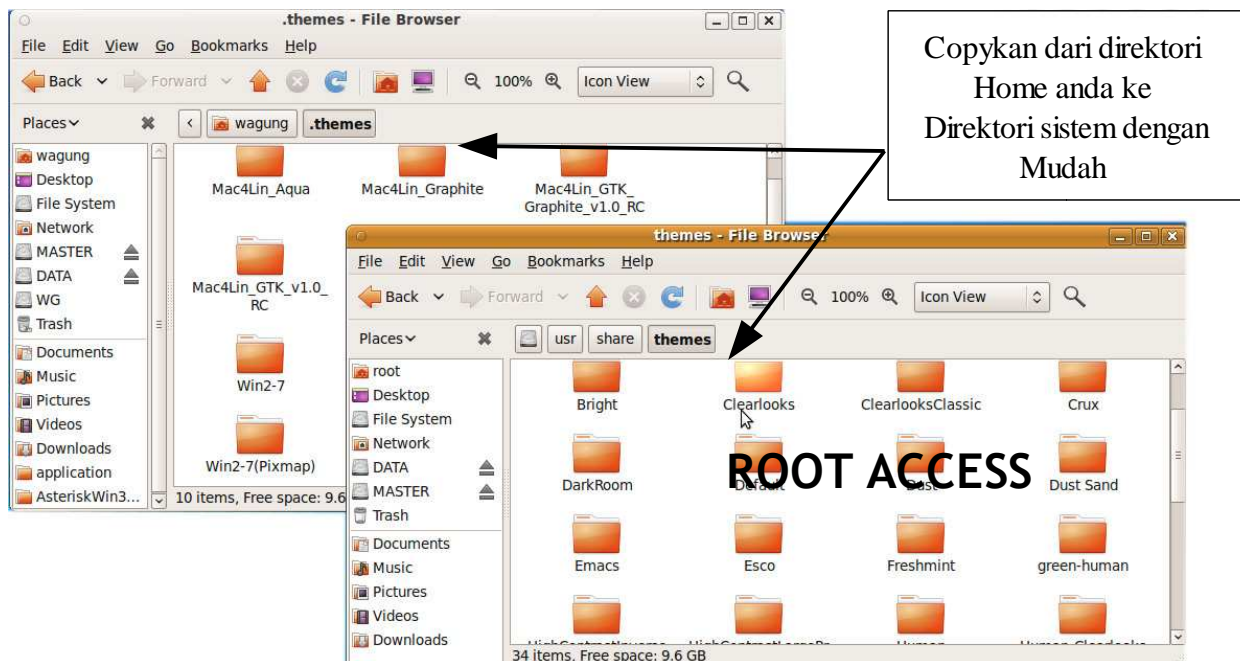 .themes - File Browser
File Edit View Go Bookmarks Help
Back Forward 100% Icon View
Places wagung .themes
wagung
Desktop
File System
Network
MASTER
DATA
WG
Trash
Documents
Music
Pictures
Videos
Downloads
application
AsteriskWin3...
Mac4Lin_Aqua Mac4Lin_Graphite Mac4Lin_GTK_
Graphite_v1.0_RC
Mac4Lin_GTK_v1.0_
RC
Win2-7
Win2-7(Pixmap)
10 items, Free space: 9.6
Copykan dari direktori
Home anda ke
Direktori sistem dengan
Mudah
themes - File Browser
File Edit View Go Bookmarks Help
Back Forward 100% Icon View
Places usr share themes
root
Desktop
File System
Network
DATA
MASTER
Trash
Documents
Music
Pictures
Videos
Downloads
Bright Clearlooks ClearlooksClassic Crux
ROOT ACCESS
DarkRoom Default Dust Dust Sand
Emacs Esco Freshmint green-human
34 items, Free space: 9.6 GB